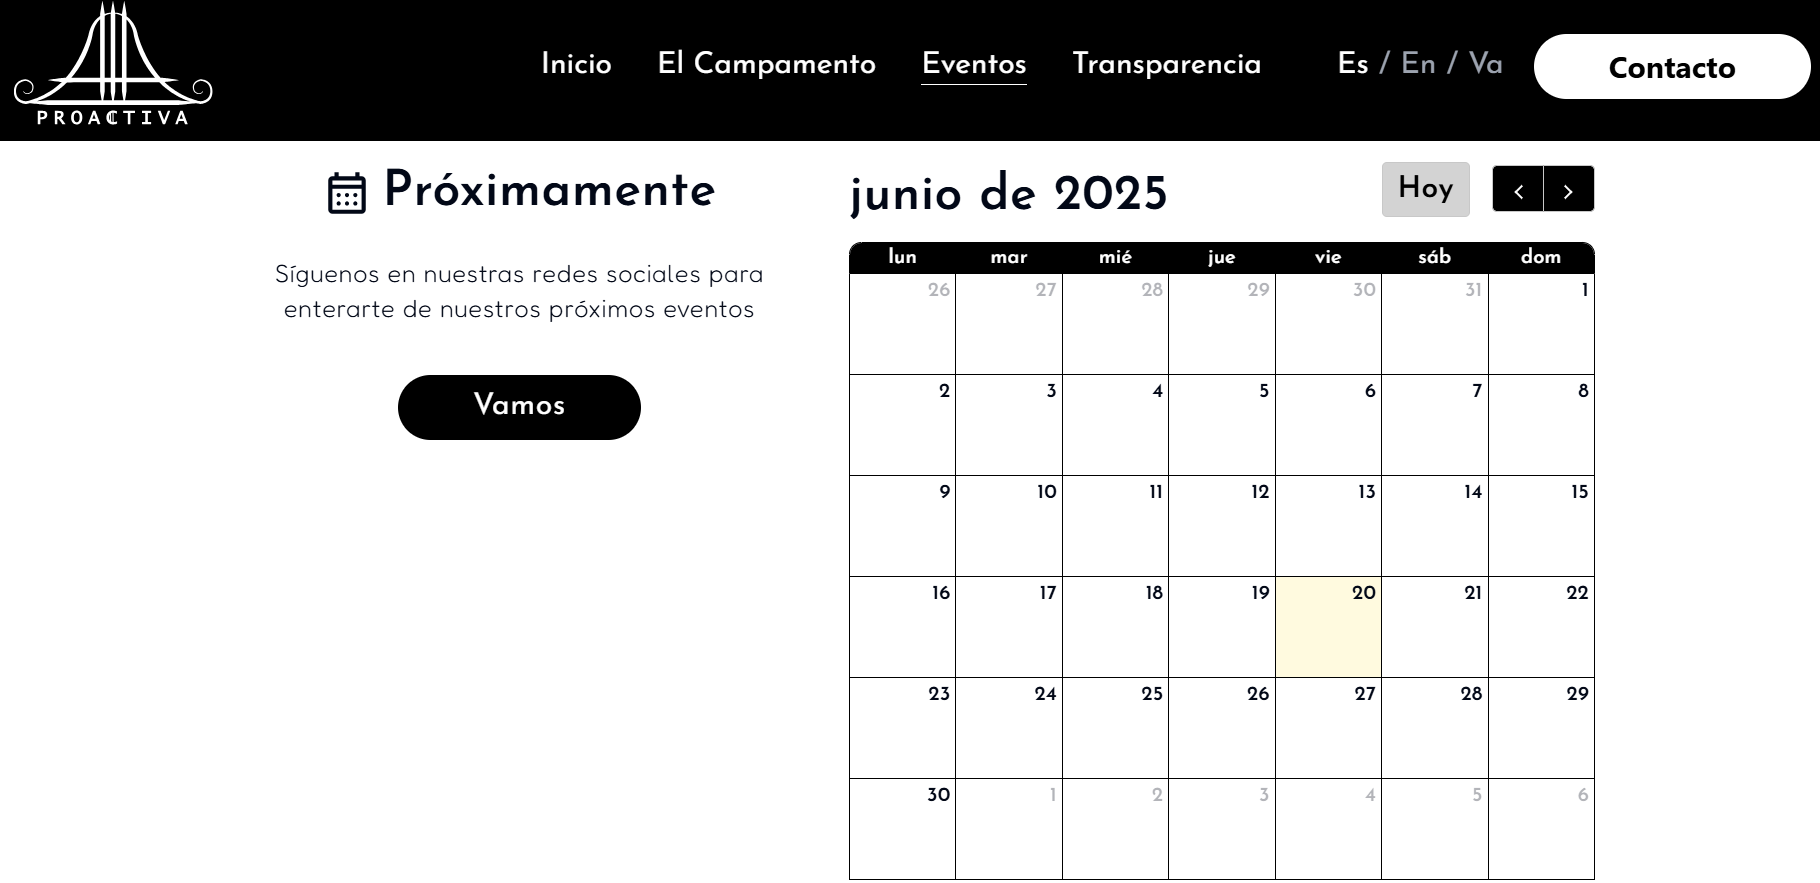 PROACTIVA
Inicio El Campamento Eventos Transparencia Es / En / Va Contacto
Próximamente
Síguenos en nuestras redes sociales para
enterarte de nuestros próximos eventos
Vamos
junio de 2025 Hoy
lun mar mié jue vie sáb dom
26 27 28 29 30 31 1
2 3 4 5 6 7 8
9 10 11 12 13 14 15
16 17 18 19 20 21 22
23 24 25 26 27 28 29
30 1 2 3 4 5 6